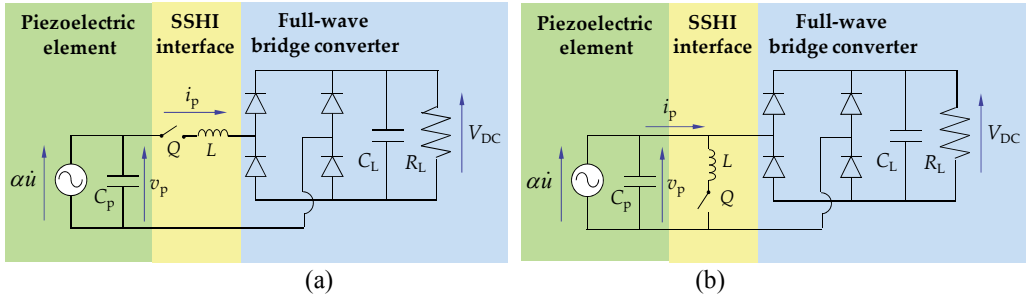 Piezoelectric
element
SSHI
interface
Full-wave
bridge converter
i_p
Q
L
αu̇
C_p
v_p
C_L
R_L
V_DC
(a)
Piezoelectric
element
SSHI
interface
Full-wave
bridge converter
i_p
L
Q
αu̇
C_p
v_p
C_L
R_L
V_DC
(b)